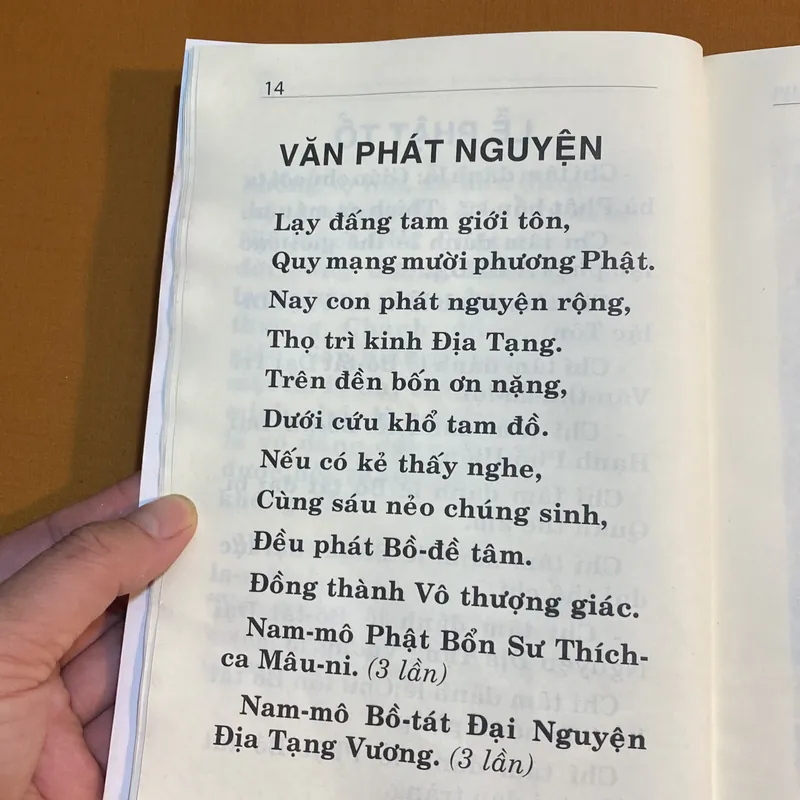 14
VĂN PHÁT NGUYỆN
Lạy đấng tam giới tôn,
Quy mạng mười phương Phật.
Nay con phát nguyện rộng,
Thọ trì kinh Địa Tạng.
Trên đền bốn ơn nặng,
Dưới cứu khổ tam đồ.
Nếu có kẻ thấy nghe,
Cùng sáu nẻo chúng sinh,
Đều phát Bồ-đề tâm.
Đồng thành Vô thượng giác.
Nam-mô Phật Bổn Sư Thích-
ca Mâu-ni. (3 lần)
Nam-mô Bồ-tát Đại Nguyện
Địa Tạng Vương. (3 lần)